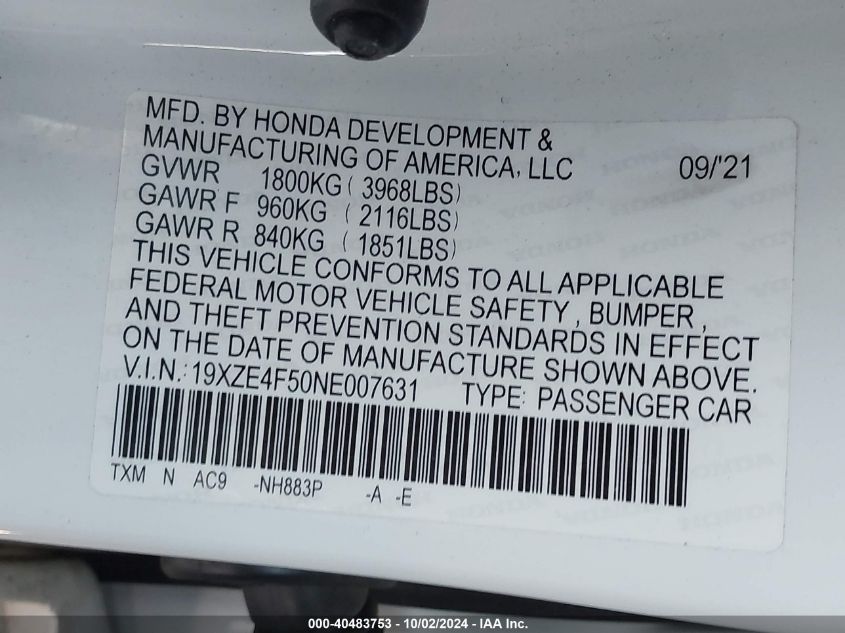 MFD. BY HONDA DEVELOPMENT &
MANUFACTURING OF AMERICA, LLC 09/'21
GVWR 1800KG ( 3968LBS)
GAWR F 960KG ( 2116LBS)
GAWR R 840KG ( 1851LBS)
THIS VEHICLE CONFORMS TO ALL APPLICABLE
FEDERAL MOTOR VEHICLE SAFETY , BUMPER ,
AND THEFT PREVENTION STANDARDS IN EFFECT
ON THE DATE OF MANUFACTURE SHOWN ABOVE.
V.I.N.: 19XZE4F50NE007631 TYPE: PASSENGER CAR
TXM N AC9 -NH883P -A -E
000-40483753 - 10/02/2024 - IAA Inc.